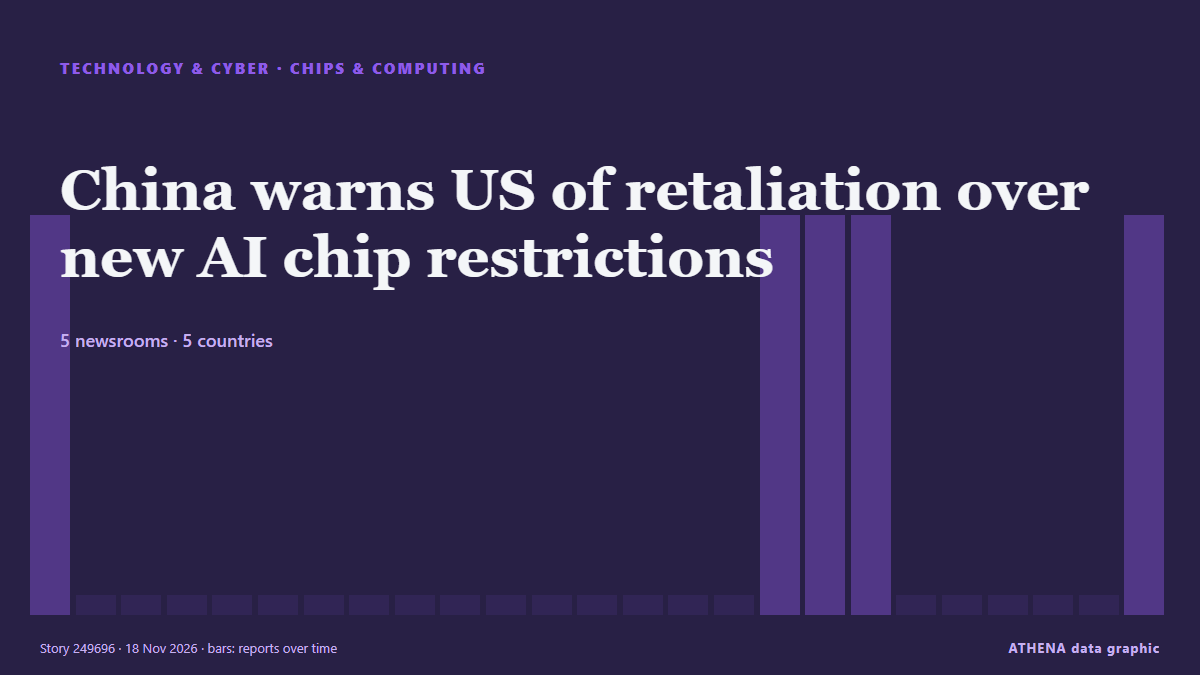 TECHNOLOGY & CYBER · CHIPS & COMPUTING
China warns US of retaliation over
new AI chip restrictions
5 newsrooms · 5 countries
Story 249696 · 18 Nov 2026 · bars: reports over time
ATHENA data graphic